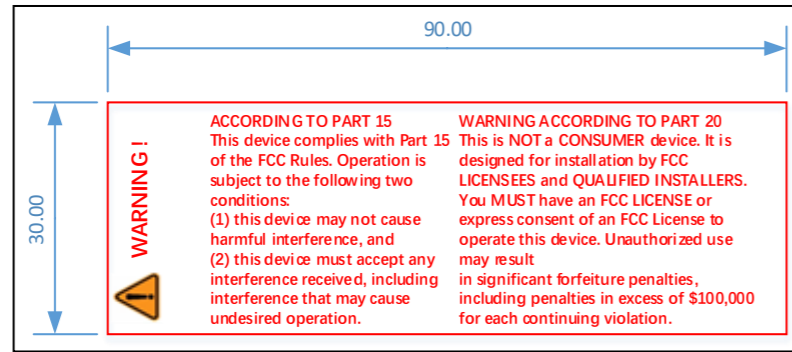 90.00
30.00
WARNING!
ACCORDING TO PART 15
This device complies with Part 15
of the FCC Rules. Operation is
subject to the following two
conditions:
(1) this device may not cause
harmful interference, and
(2) this device must accept any
interference received, including
interference that may cause
undesired operation.
WARNING ACCORDING TO PART 20
This is NOT a CONSUMER device. It is
designed for installation by FCC
LICENSEES and QUALIFIED INSTALLERS.
You MUST have an FCC LICENSE or
express consent of an FCC License to
operate this device. Unauthorized use
may result
in significant forfeiture penalties,
including penalties in excess of $100,000
for each continuing violation.